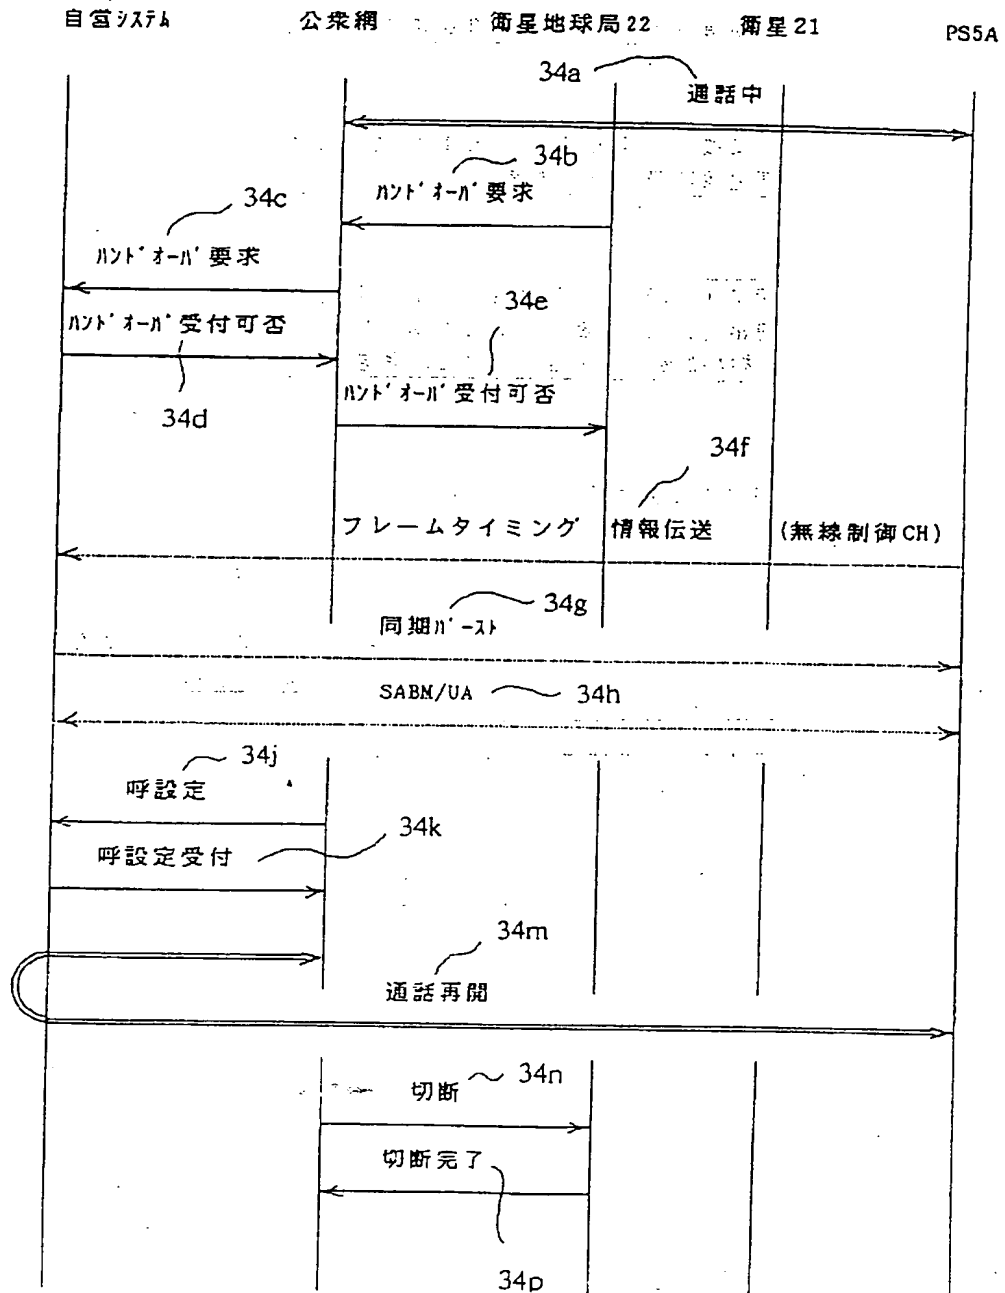 自営システム 公衆網 衛星地球局22 衛星21 PS5A
34a
通話中
34b
ハンドオーバ要求
34c
ハンドオーバ要求
34e
ハンドオーバ受付可否
34d
ハンドオーバ受付可否
34f
フレームタイミング 情報伝送 (無線制御CH)
34g
同期バースト
SABM/UA 34h
34j
呼設定
34k
呼設定受付
34m
通話再開
34n
切断
切断完了
34p